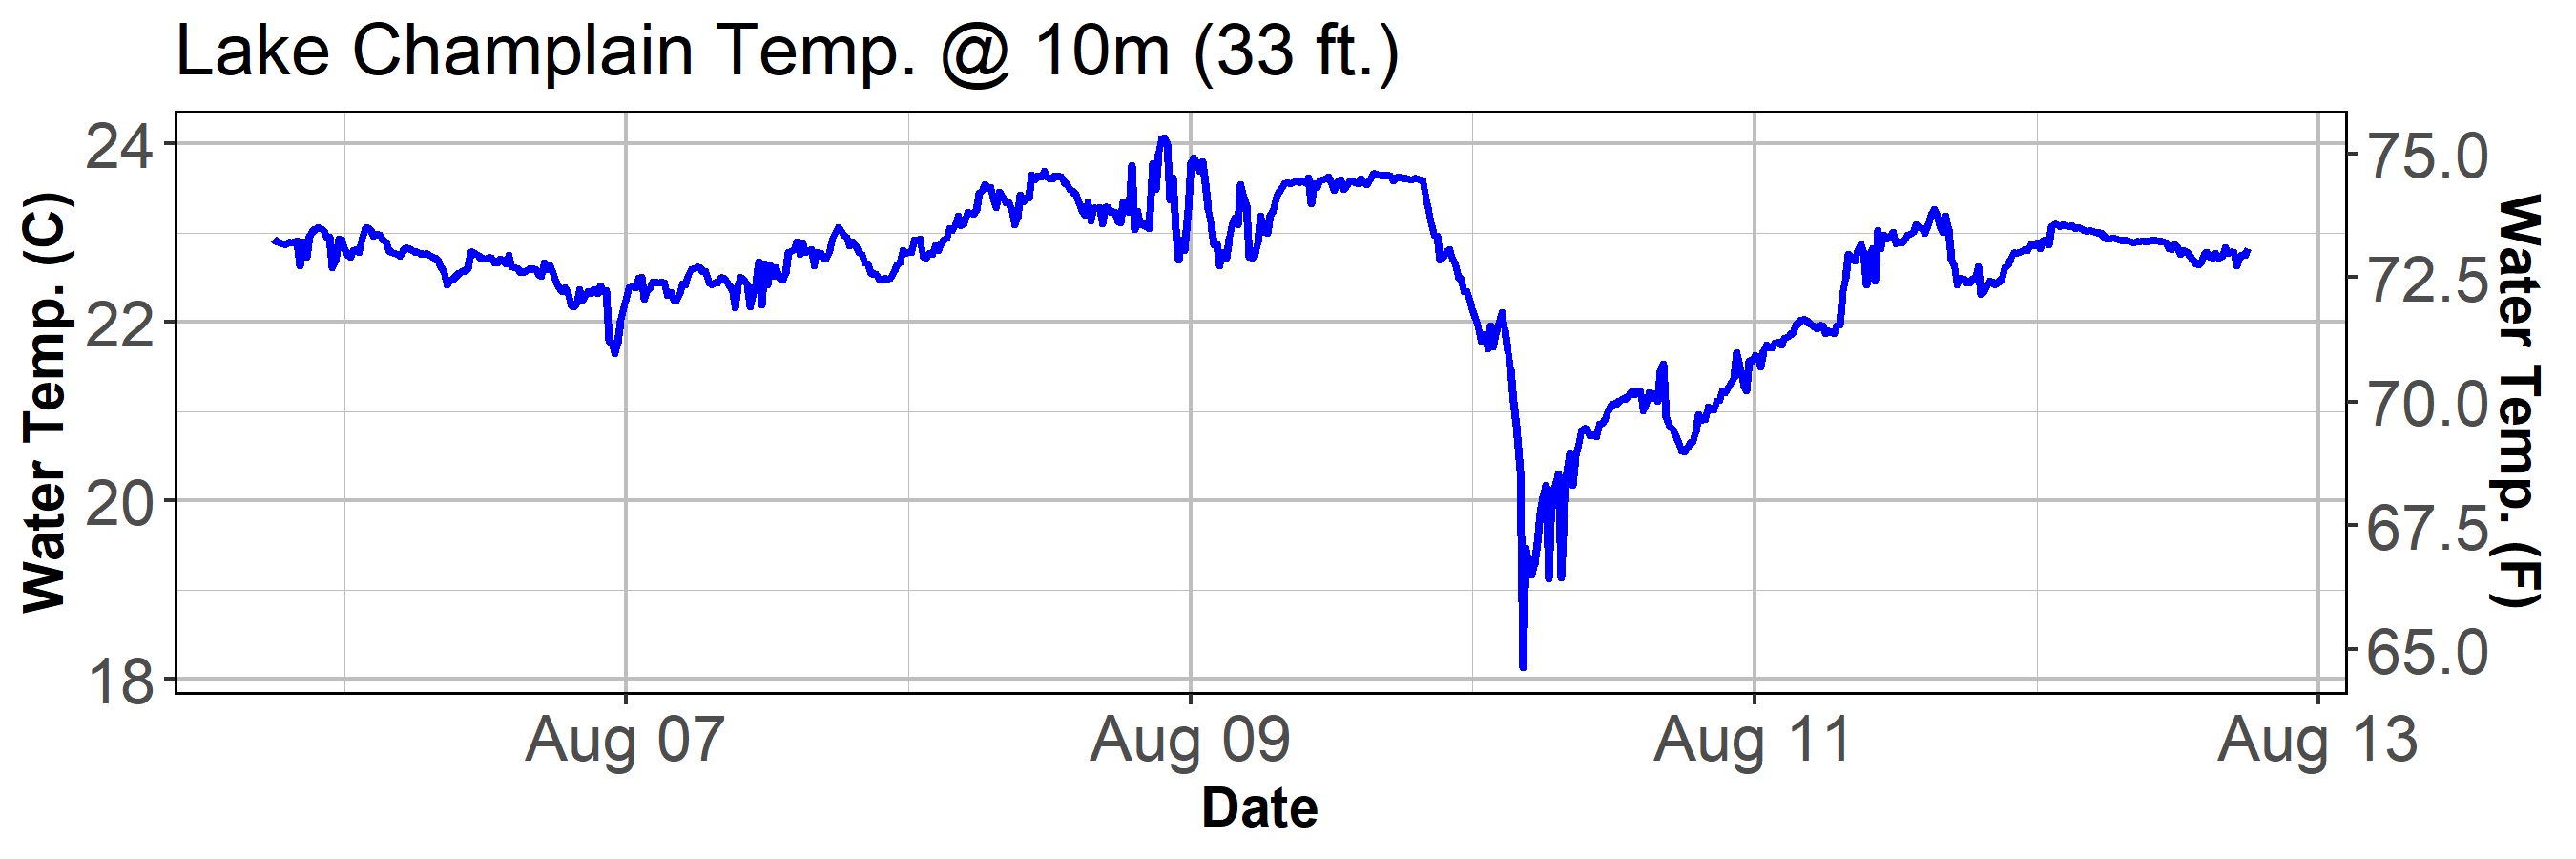 Lake Champlain Temp. @ 10m (33 ft.)
Water Temp. (C)
24
22
20
18
75.0
72.5
70.0
67.5
65.0
Water Temp. (F)
Aug 07
Aug 09
Aug 11
Aug 13
Date